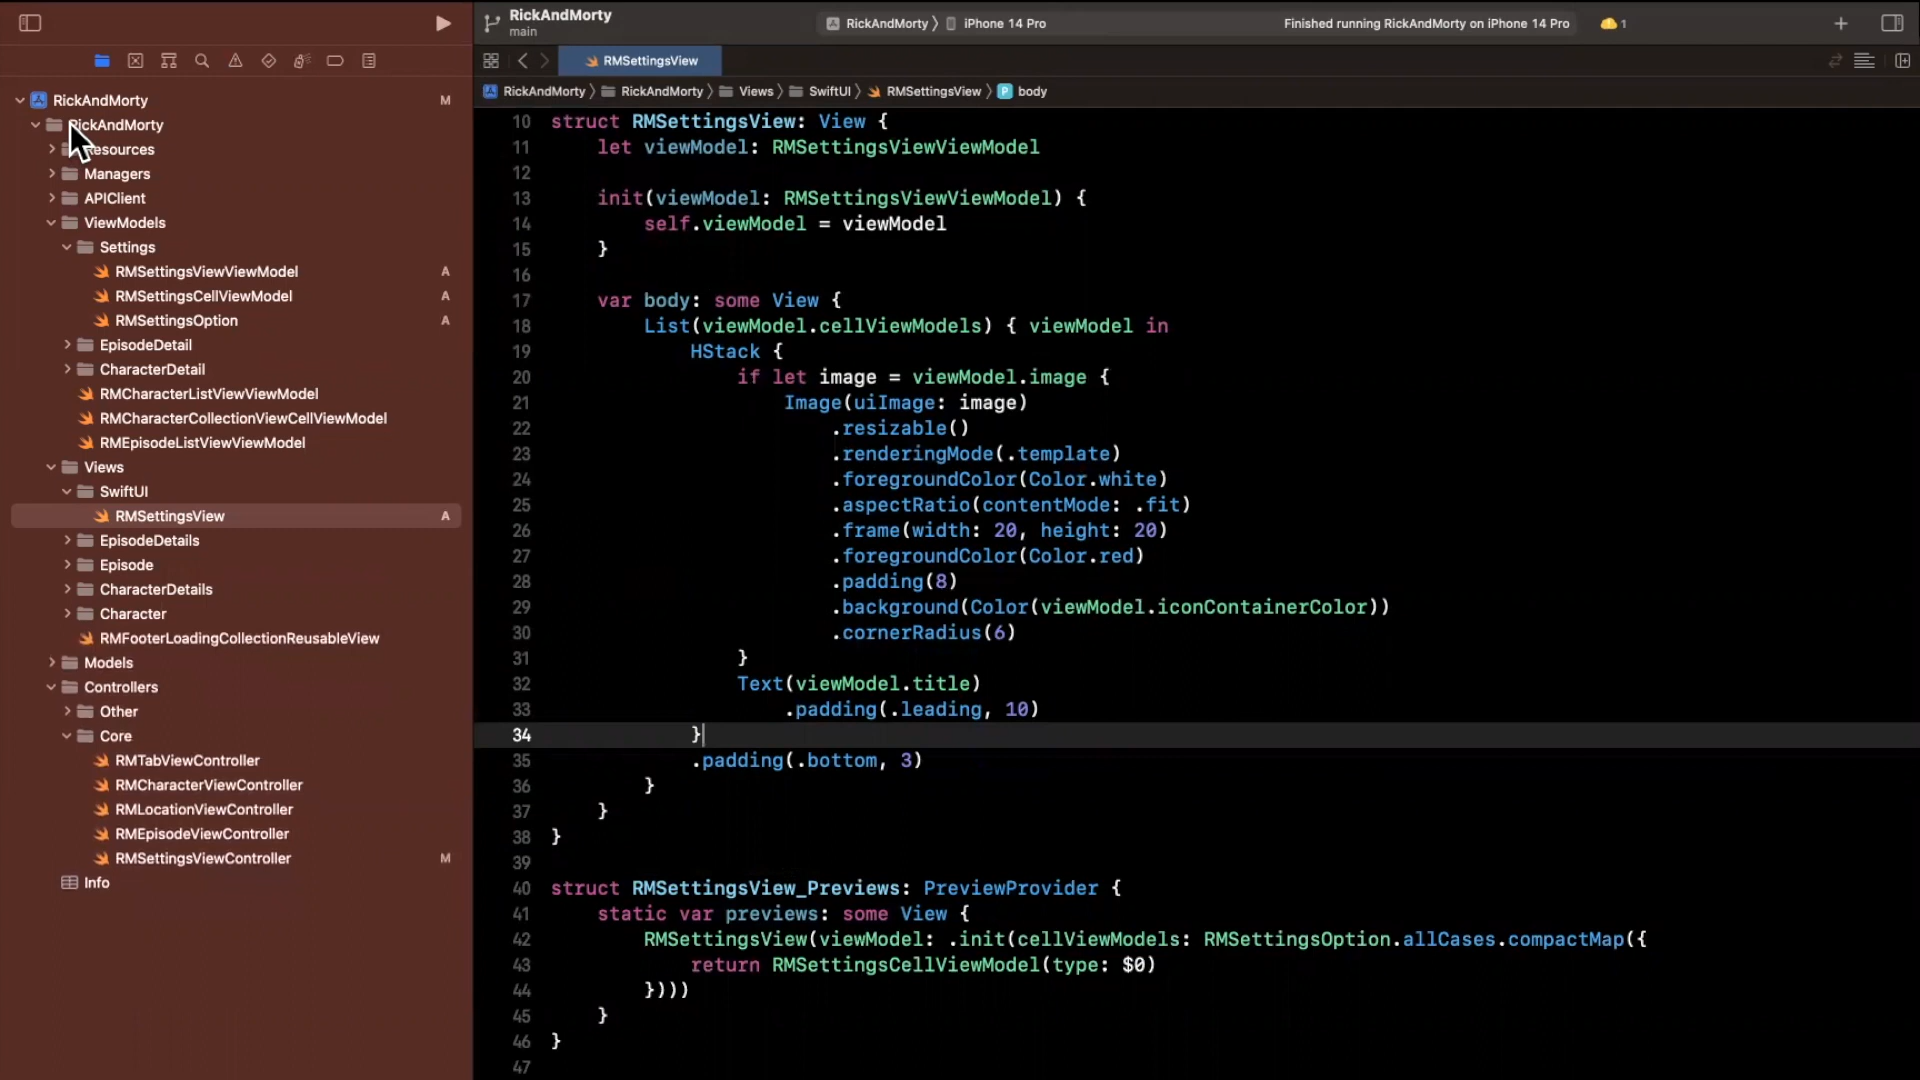 RickAndMorty
main
RickAndMorty
iPhone 14 Pro
Finished running RickAndMorty on iPhone 14 Pro
1
RMSettingsView
RickAndMorty
RickAndMorty
Views
SwiftUI
RMSettingsView
body
RickAndMorty M
RickAndMorty
Resources
Managers
APIClient
ViewModels
Settings
RMSettingsViewViewModel A
RMSettingsCellViewModel A
RMSettingsOption A
EpisodeDetail
CharacterDetail
RMCharacterListViewViewModel
RMCharacterCollectionViewCellViewModel
RMEpisodeListViewViewModel
Views
SwiftUI
RMSettingsView A
EpisodeDetails
Episode
CharacterDetails
Character
RMFooterLoadingCollectionReusableView
Models
Controllers
Other
Core
RMTabViewController
RMCharacterViewController
RMLocationViewController
RMEpisodeViewController
RMSettingsViewController M
Info
10 struct RMSettingsView: View {
11 let viewModel: RMSettingsViewViewModel
12
13 init(viewModel: RMSettingsViewViewModel) {
14 self.viewModel = viewModel
15 }
16
17 var body: some View {
18 List(viewModel.cellViewModels) { viewModel in
19 HStack {
20 if let image = viewModel.image {
21 Image(uiImage: image)
22 .resizable()
23 .renderingMode(.template)
24 .foregroundColor(Color.white)
25 .aspectRatio(contentMode: .fit)
26 .frame(width: 20, height: 20)
27 .foregroundColor(Color.red)
28 .padding(8)
29 .background(Color(viewModel.iconContainerColor))
30 .cornerRadius(6)
31 }
32 Text(viewModel.title)
33 .padding(.leading, 10)
34 }
35 .padding(.bottom, 3)
36 }
37 }
38 }
39
40 struct RMSettingsView_Previews: PreviewProvider {
41 static var previews: some View {
42 RMSettingsView(viewModel: .init(cellViewModels: RMSettingsOption.allCases.compactMap({
43 return RMSettingsCellViewModel(type: $0)
44 })))
45 }
46 }
47